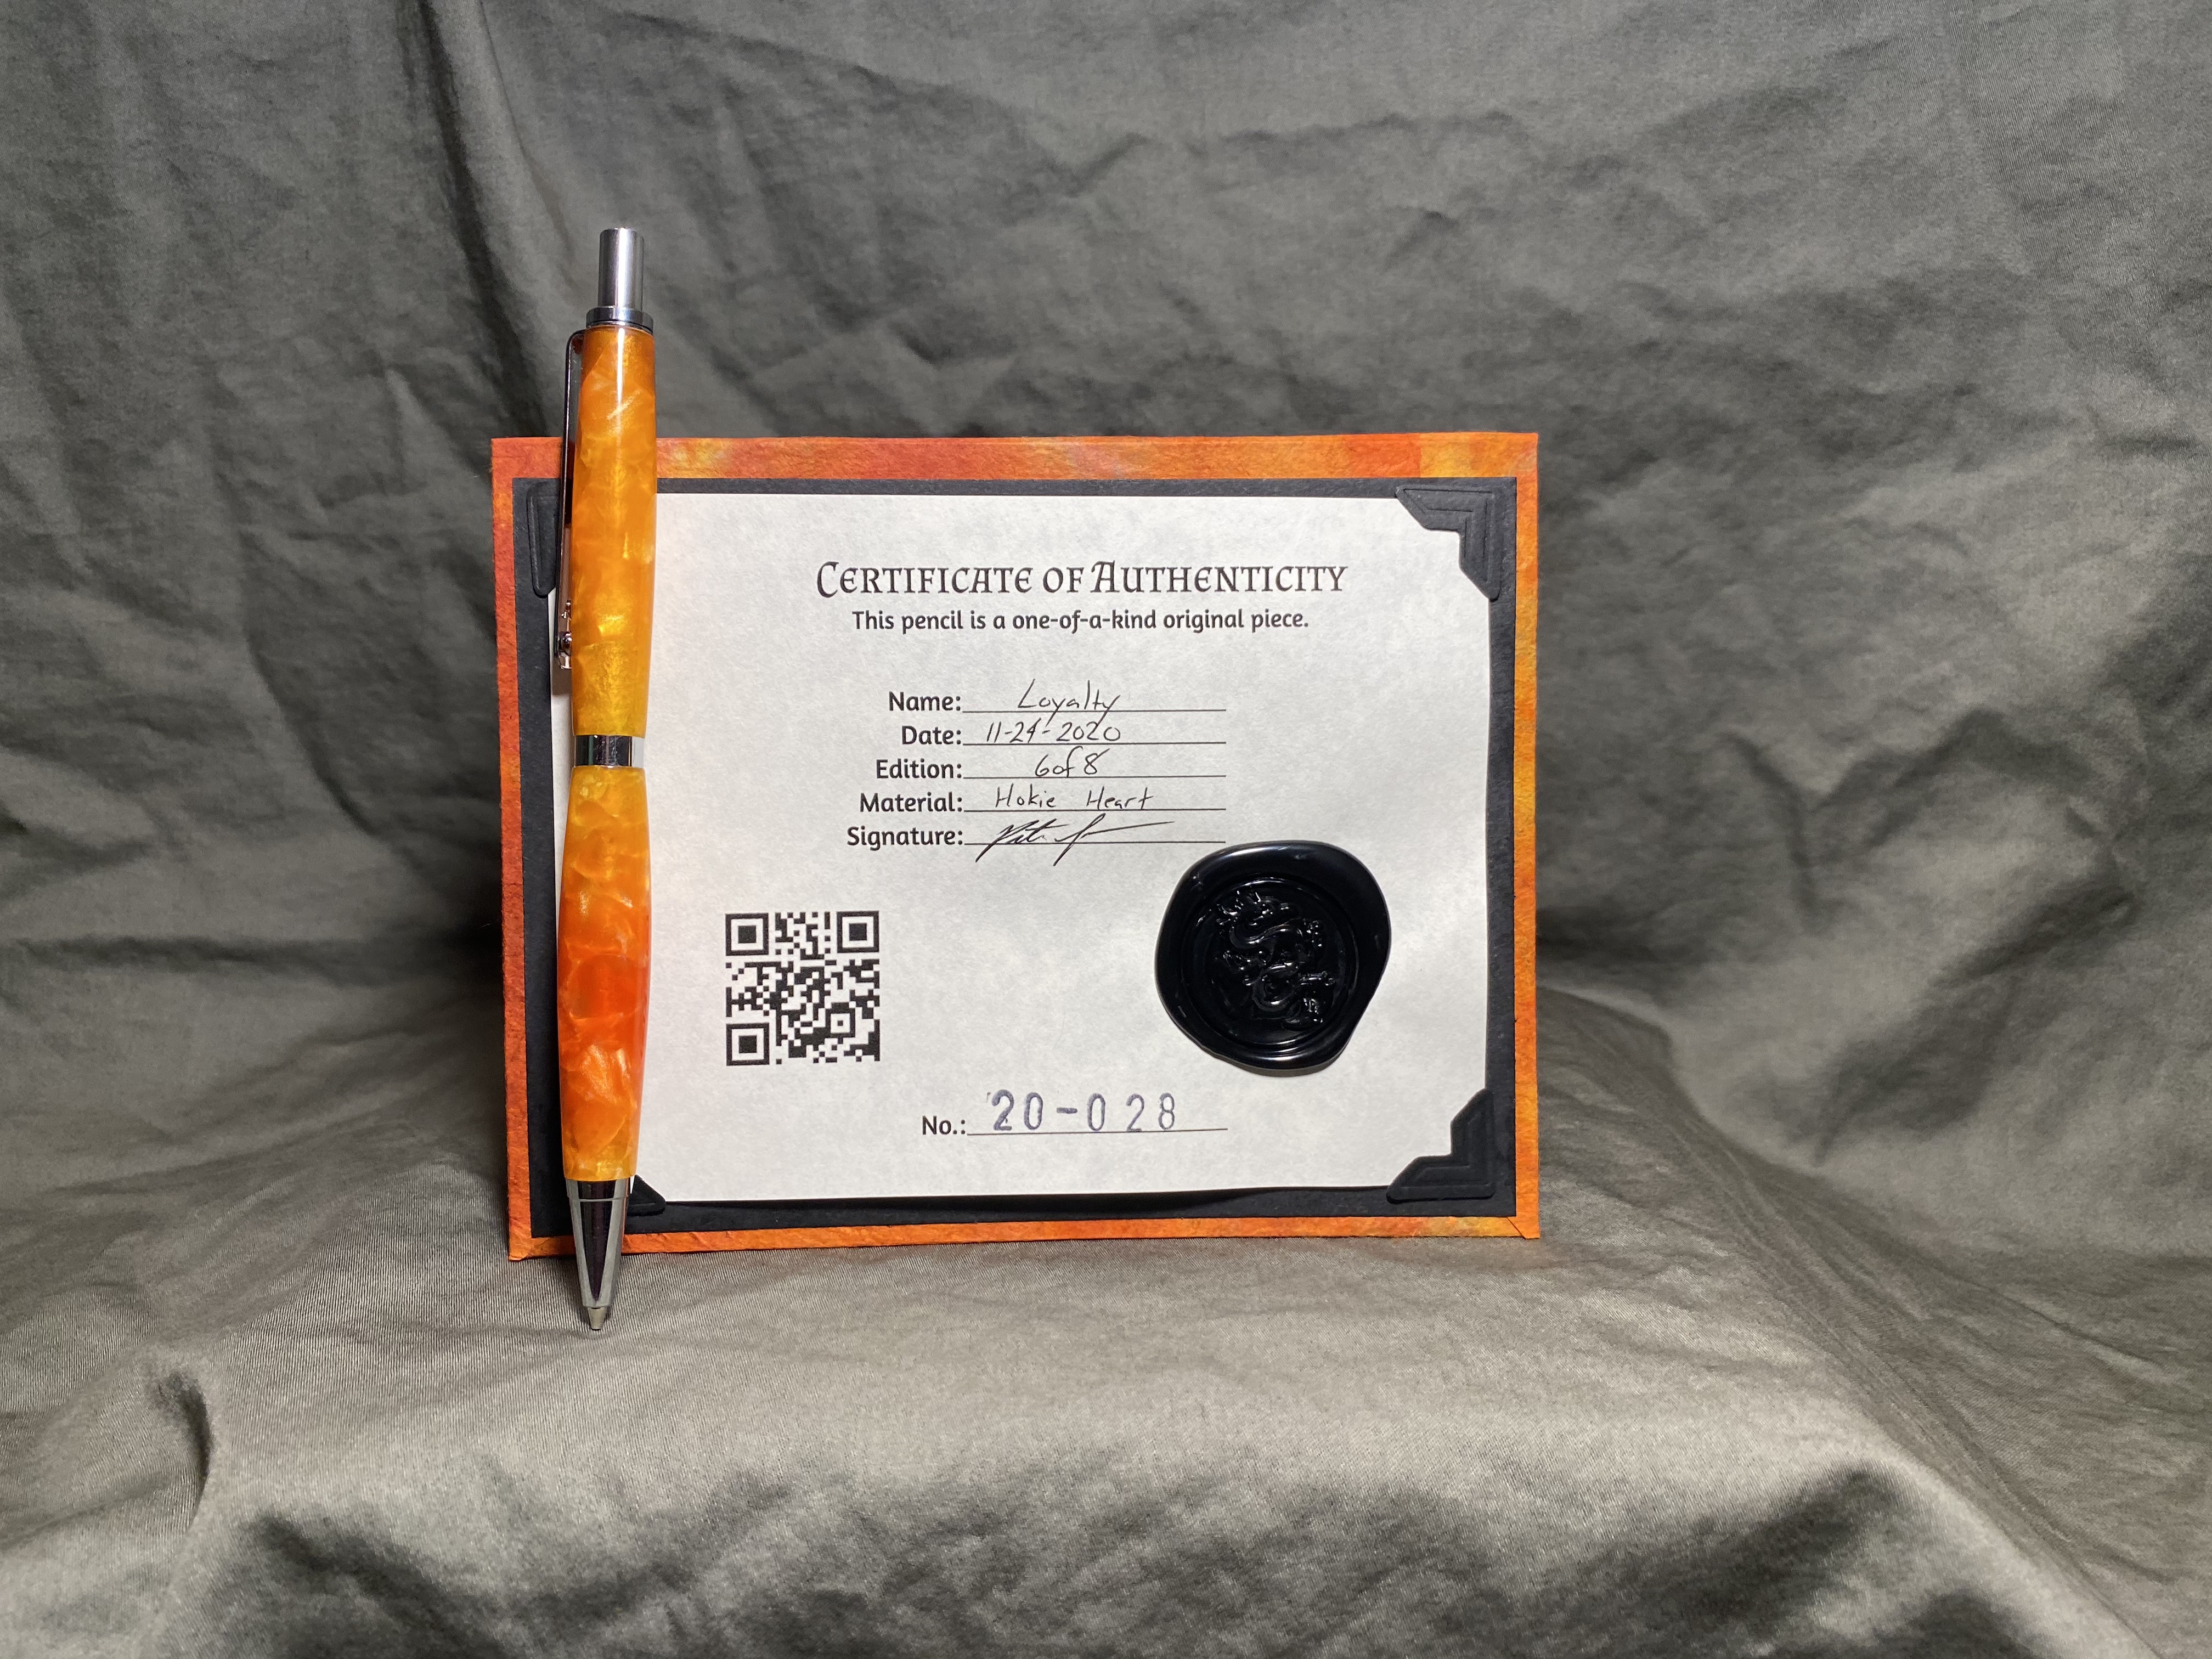 CERTIFICATE OF AUTHENTICITY
This pencil is a one-of-a-kind original piece.
Name: Loyalty
Date: 11-24-2020
Edition: 6 of 8
Material: Hokie Heart
Signature:
No.: 20-028